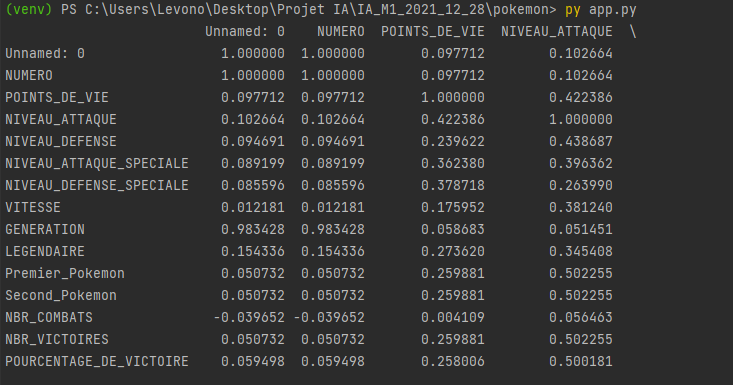 (venv) PS C:\Users\Levono\Desktop\Projet IA\IA_M1_2021_12_28\pokemon> py app.py
Unnamed: 0 NUMERO POINTS_DE_VIE NIVEAU_ATTAQUE \
Unnamed: 0 1.000000 1.000000 0.097712 0.102664
NUMERO 1.000000 1.000000 0.097712 0.102664
POINTS_DE_VIE 0.097712 0.097712 1.000000 0.422386
NIVEAU_ATTAQUE 0.102664 0.102664 0.422386 1.000000
NIVEAU_DEFENSE 0.094691 0.094691 0.239622 0.438687
NIVEAU_ATTAQUE_SPECIALE 0.089199 0.089199 0.362380 0.396362
NIVEAU_DEFENSE_SPECIALE 0.085596 0.085596 0.378718 0.263990
VITESSE 0.012181 0.012181 0.175952 0.381240
GENERATION 0.983428 0.983428 0.058683 0.051451
LEGENDAIRE 0.154336 0.154336 0.273620 0.345408
Premier_Pokemon 0.050732 0.050732 0.259881 0.502255
Second_Pokemon 0.050732 0.050732 0.259881 0.502255
NBR_COMBATS -0.039652 -0.039652 0.004109 0.056463
NBR_VICTOIRES 0.050732 0.050732 0.259881 0.502255
POURCENTAGE_DE_VICTOIRE 0.059498 0.059498 0.258006 0.500181